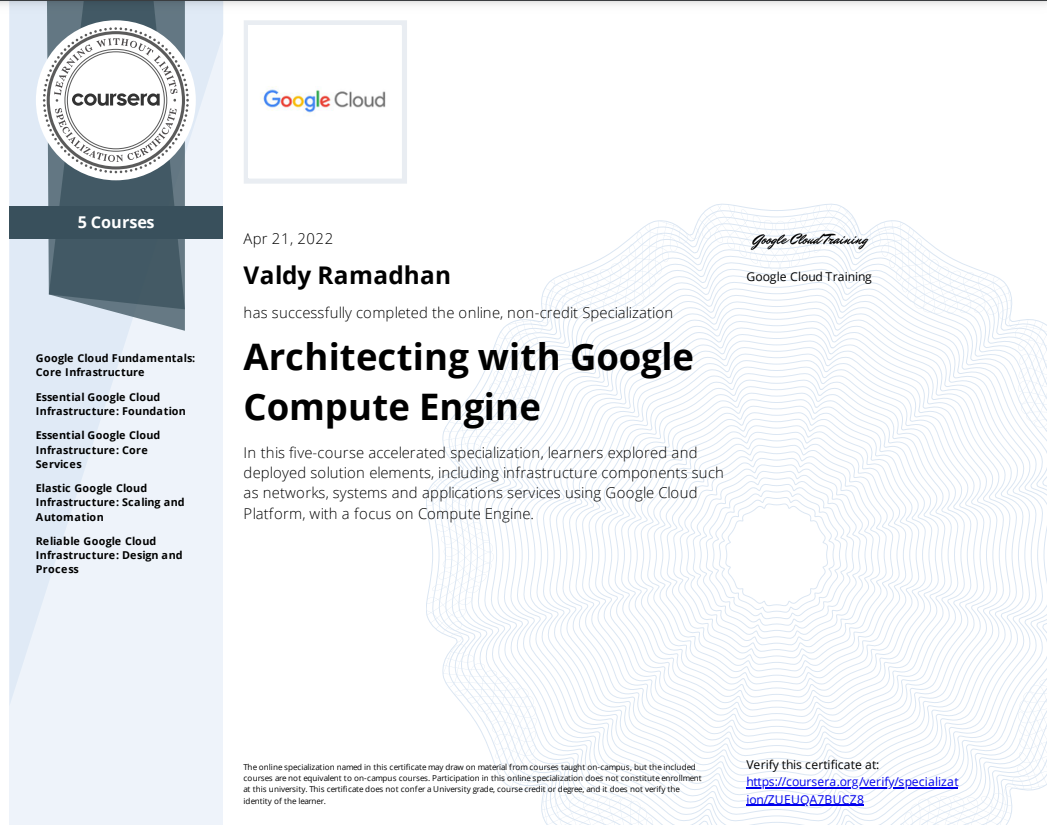 LEARNING WITHOUT LIMITS
coursera
SPECIALIZATION CERTIFICATE
5 Courses
Google Cloud Fundamentals:
Core Infrastructure
Essential Google Cloud
Infrastructure: Foundation
Essential Google Cloud
Infrastructure: Core
Services
Elastic Google Cloud
Infrastructure: Scaling and
Automation
Reliable Google Cloud
Infrastructure: Design and
Process
Google Cloud
Apr 21, 2022
Valdy Ramadhan
has successfully completed the online, non-credit Specialization
Architecting with Google
Compute Engine
In this five-course accelerated specialization, learners explored and
deployed solution elements, including infrastructure components such
as networks, systems and applications services using Google Cloud
Platform, with a focus on Compute Engine.
Google Cloud Training
Google Cloud Training
The online specialization named in this certificate may draw on material from courses taught on-campus, but the included
courses are not equivalent to on-campus courses. Participation in this online specialization does not constitute enrollment
at this university. This certificate does not confer a University grade, course credit or degree, and it does not verify the
identity of the learner.
Verify this certificate at:
https://coursera.org/verify/specializat
ion/ZUEUQA7BUCZ8